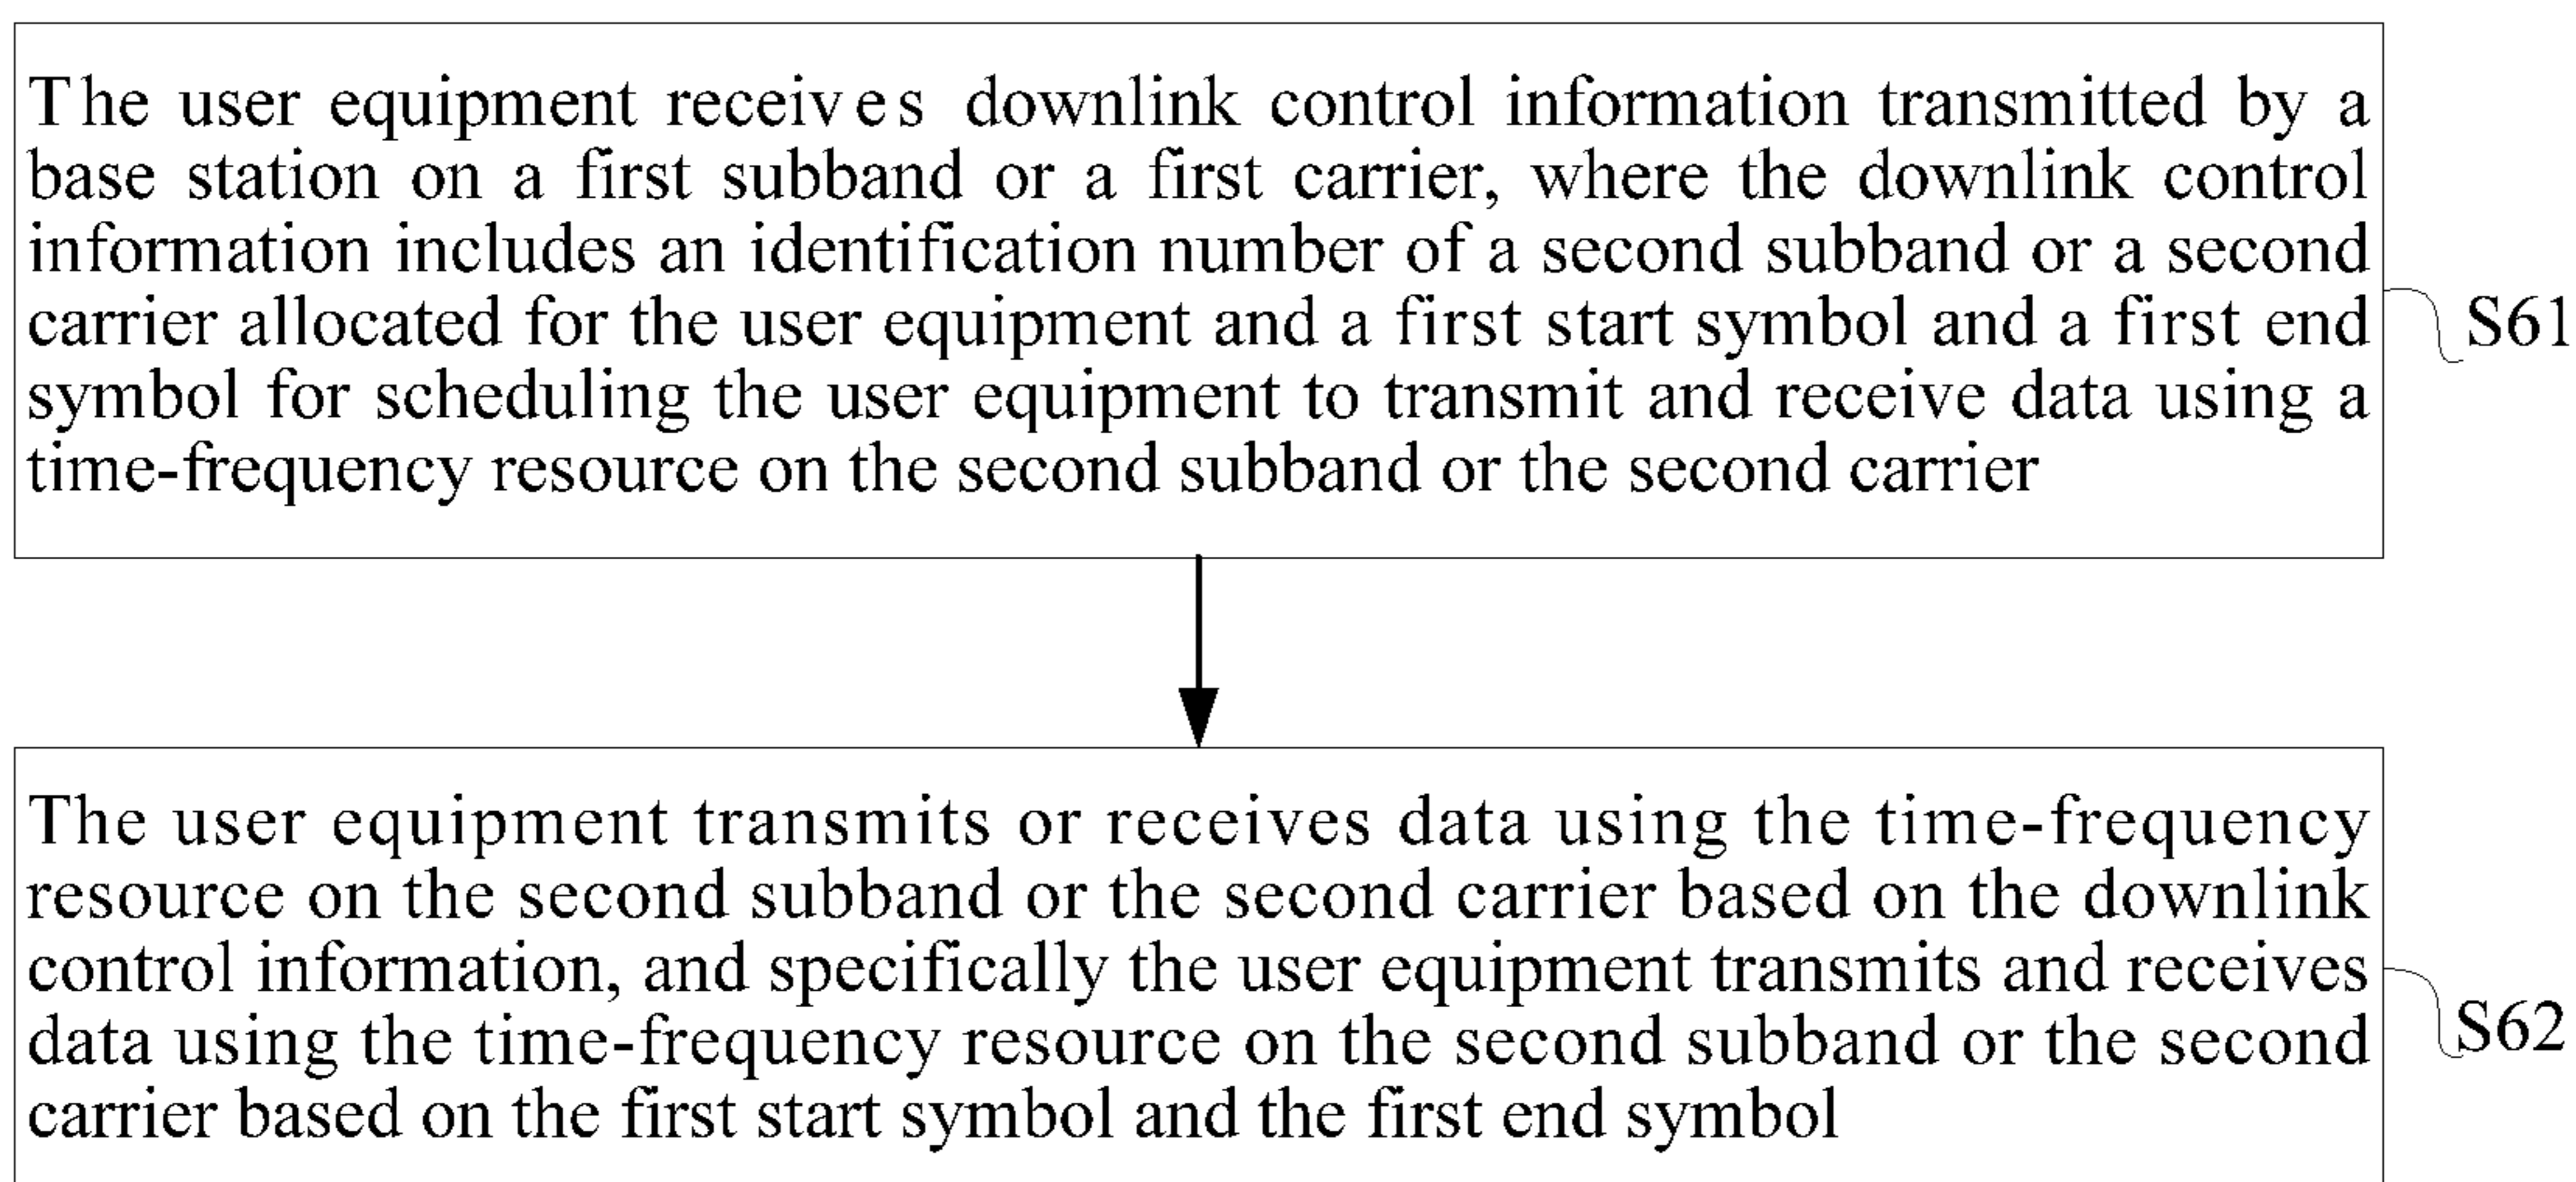 The user equipment receives downlink control information transmitted by a
base station on a first subband or a first carrier, where the downlink control
information includes an identification number of a second subband or a second
carrier allocated for the user equipment and a first start symbol and a first end
symbol for scheduling the user equipment to transmit and receive data using a
time-frequency resource on the second subband or the second carrier
S61
The user equipment transmits or receives data using the time-frequency
resource on the second subband or the second carrier based on the downlink
control information, and specifically the user equipment transmits and receives
data using the time-frequency resource on the second subband or the second
carrier based on the first start symbol and the first end symbol
S62